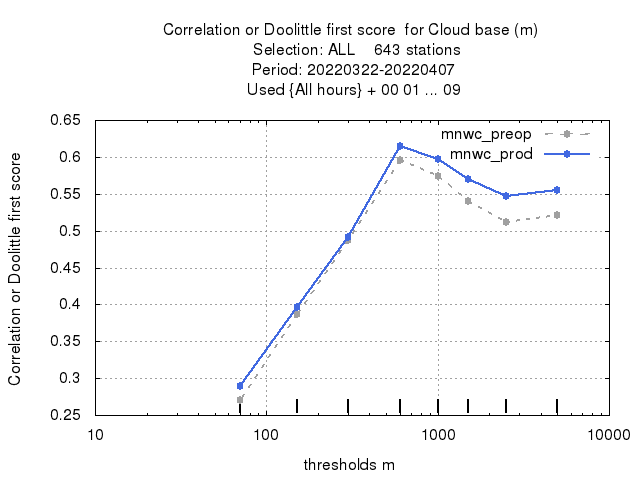 Correlation or Doolittle first score  for Cloud base (m)
Selection: ALL    643 stations
Period: 20220322-20220407
Used {All hours} + 00 01 ... 09
mnwc_preop
mnwc_prod
Correlation or Doolittle first score
0.65
0.6
0.55
0.5
0.45
0.4
0.35
0.3
0.25
10 100 1000 10000
thresholds m